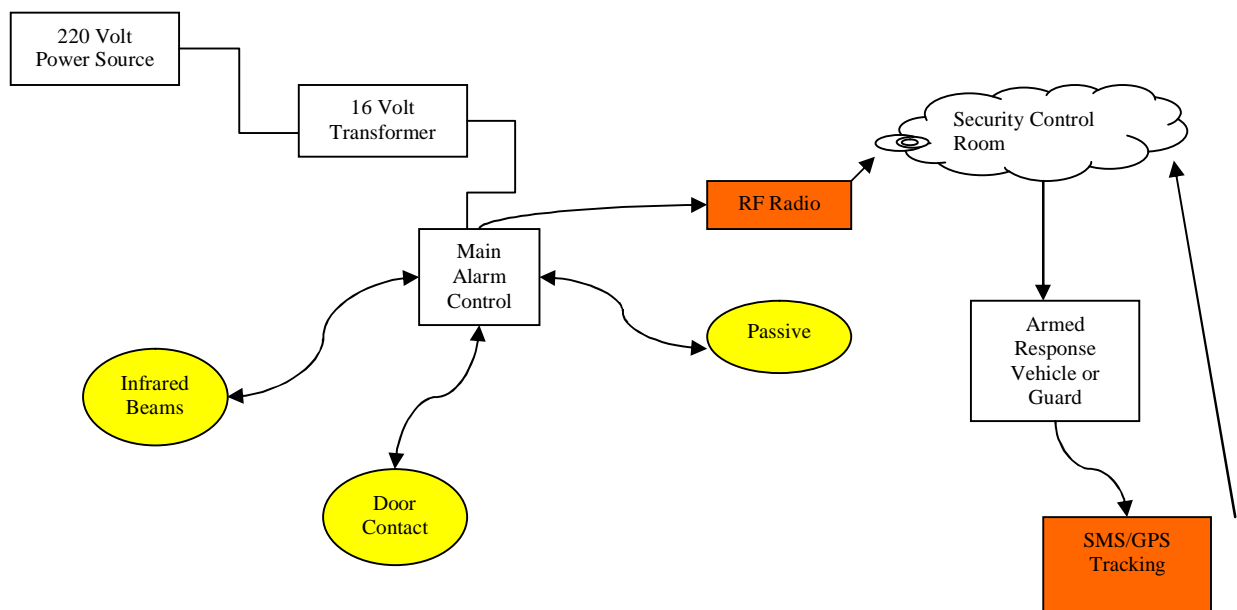 220 Volt
Power Source
16 Volt
Transformer
Security Control
Room
RF Radio
Main
Alarm
Control
Passive
Armed
Response
Vehicle or
Guard
Infrared
Beams
Door
Contact
SMS/GPS
Tracking